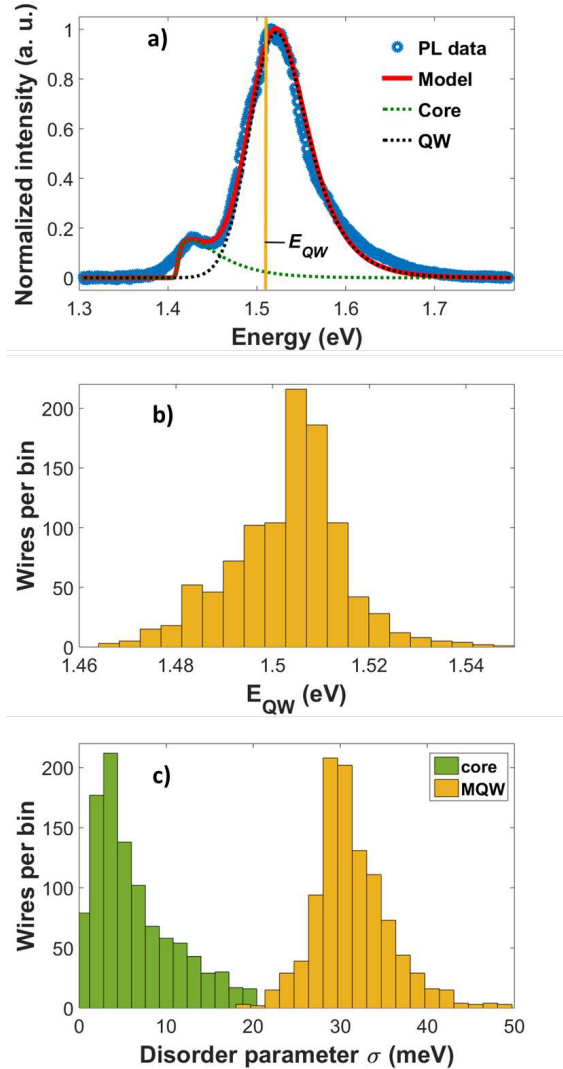 a)
Normalized intensity (a. u.)
1
0.8
0.6
0.4
0.2
0
PL data
Model
Core
QW
E_QW
1.3 1.4 1.5 1.6 1.7
Energy (eV)
b)
Wires per bin
200
150
100
50
0
1.46 1.48 1.5 1.52 1.54
E_QW (eV)
c)
Wires per bin
200
150
100
50
0
core
MQW
0 10 20 30 40 50
Disorder parameter σ (meV)